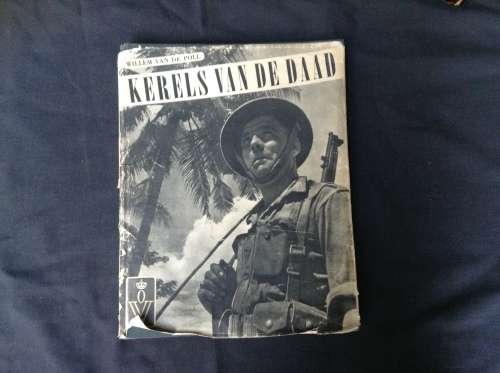 WILLEM VAN DE POLL
KERELS VAN DE DAAD
W